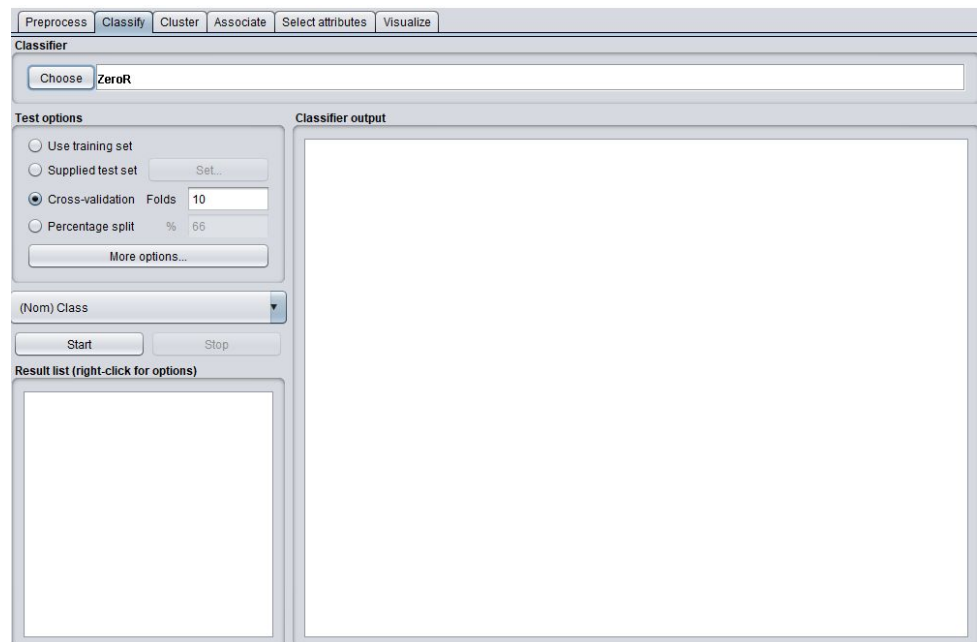 Preprocess Classify Cluster Associate Select attributes Visualize
Classifier
Choose ZeroR
Test options
Use training set
Supplied test set Set...
Cross-validation Folds 10
Percentage split % 66
More options...
(Nom) Class
Start Stop
Result list (right-click for options)
Classifier output